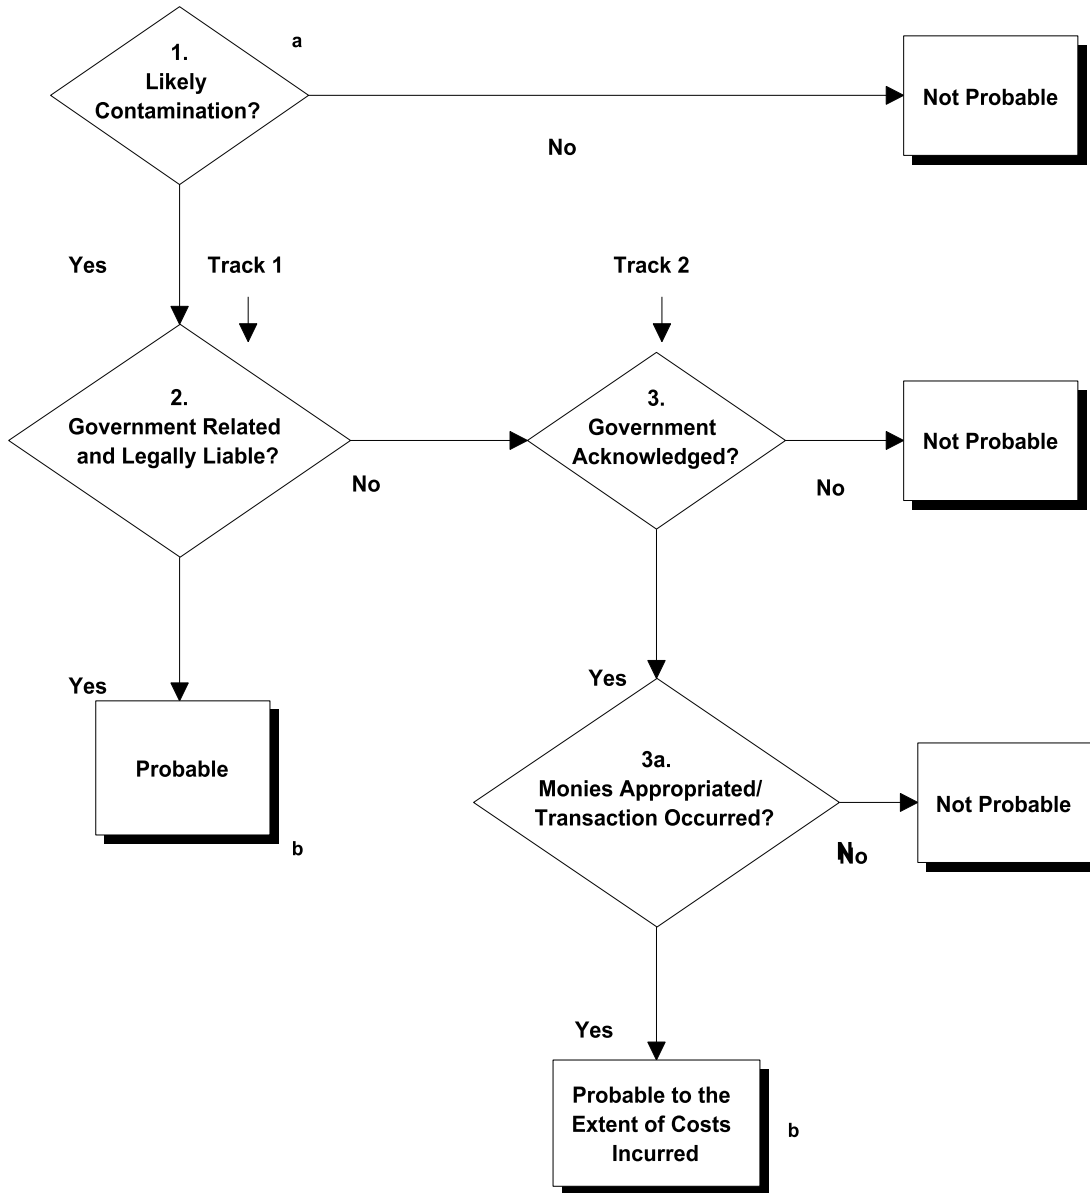 1.
a
Likely
Contamination?
Not Probable
No
Yes
Track 1
Track 2
2.
Government Related
and Legally Liable?
No
3.
Government
Acknowledged?
No
Not Probable
Yes
Probable
b
Yes
3a.
Monies Appropriated/
Transaction Occurred?
No
Not Probable
Yes
Probable to the
Extent of Costs
Incurred
b